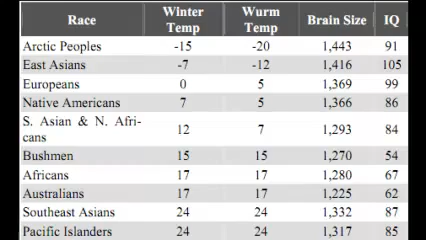 Race Winter Temp Wurm Temp Brain Size IQ
Arctic Peoples -15 -20 1,443 91
East Asians -7 -12 1,416 105
Europeans 0 5 1,369 99
Native Americans 7 5 1,366 86
S. Asian & N. Afri-
cans 12 7 1,293 84
Bushmen 15 15 1,270 54
Africans 17 17 1,280 67
Australians 17 17 1,225 62
Southeast Asians 24 24 1,332 87
Pacific Islanders 24 24 1,317 85